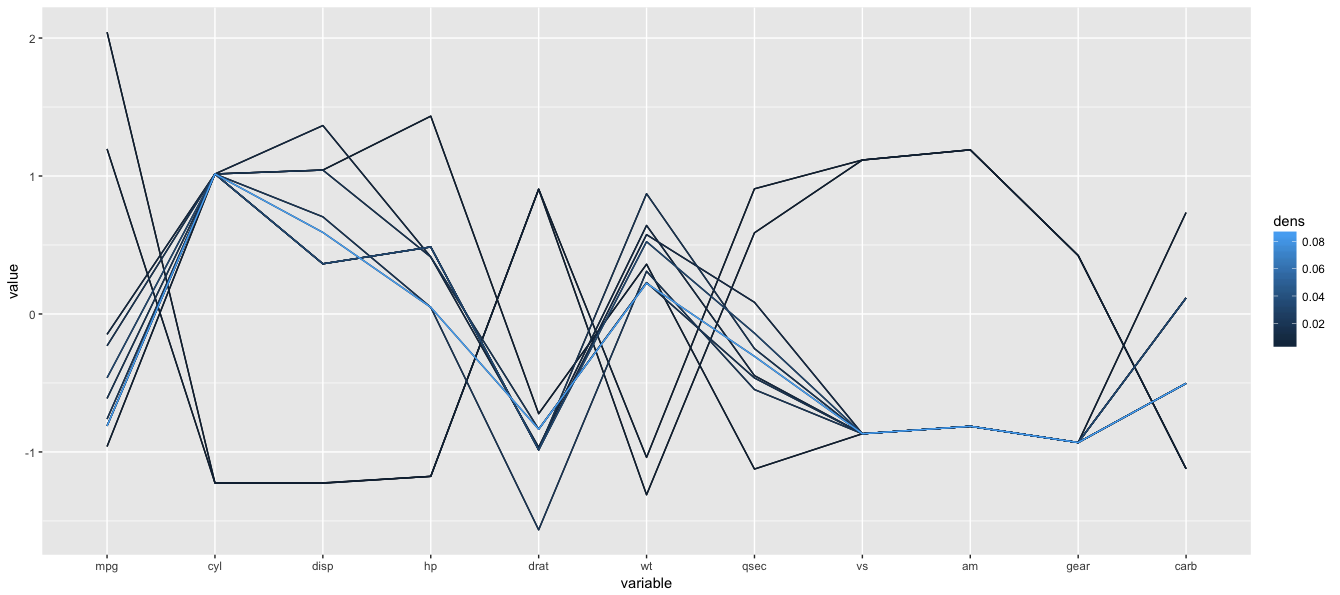 2
1
0
-1
value
mpg cyl disp hp drat wt qsec vs am gear carb
variable
dens
0.08
0.06
0.04
0.02